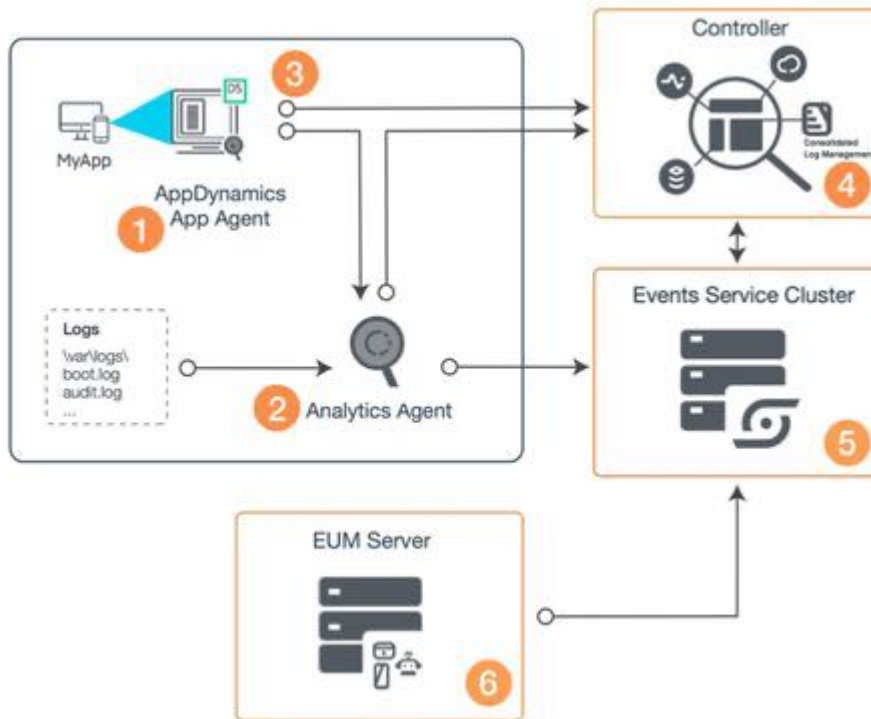 Controller
3
DS
MyApp
Consolidated
Log Management
4
AppDynamics
App Agent
1
Events Service Cluster
Logs
\var\logs\
boot.log
audit.log
...
2
Analytics Agent
5
EUM Server
6